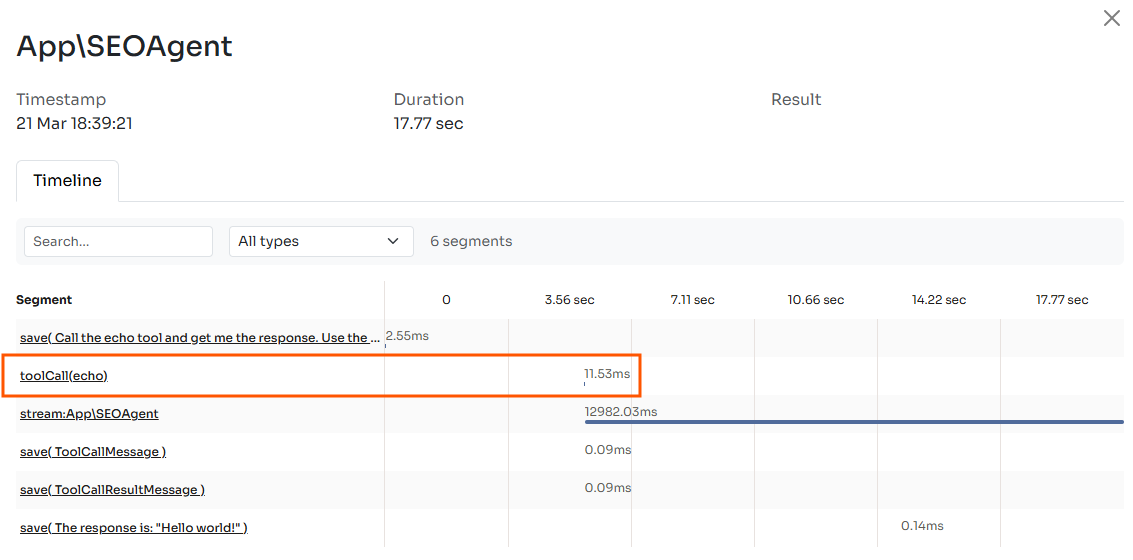 App\SEOAgent
Timestamp Duration Result
21 Mar 18:39:21 17.77 sec
Timeline
Search... All types 6 segments
Segment 0 3.56 sec 7.11 sec 10.66 sec 14.22 sec 17.77 sec
save( Call the echo tool and get me the response. Use the ... 2.55ms
toolCall(echo) 11.53ms
stream:App\SEOAgent 12982.03ms
save( ToolCallMessage ) 0.09ms
save( ToolCallResultMessage ) 0.09ms
save( The response is: "Hello world!" ) 0.14ms